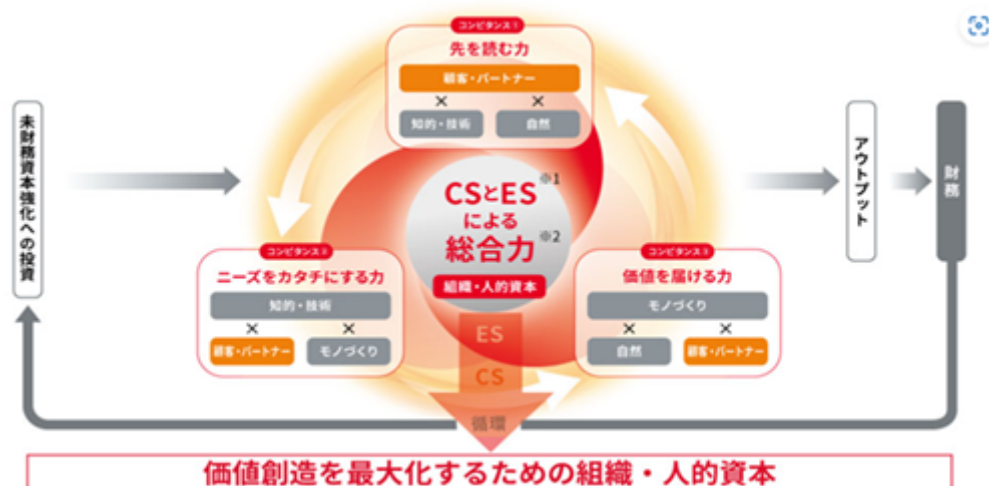 コンピタンス①
先を読む力
顧客・パートナー
×
×
知的・技術
自然
未財務資本強化への投資
CSとES※1
による
総合力※2
組織・人的資本
アウトプット
財務
コンピタンス②
ニーズをカタチにする力
知的・技術
×
×
顧客・パートナー
モノづくり
コンピタンス③
価値を届ける力
モノづくり
×
×
自然
顧客・パートナー
ES
CS
循環
価値創造を最大化するための組織・人的資本